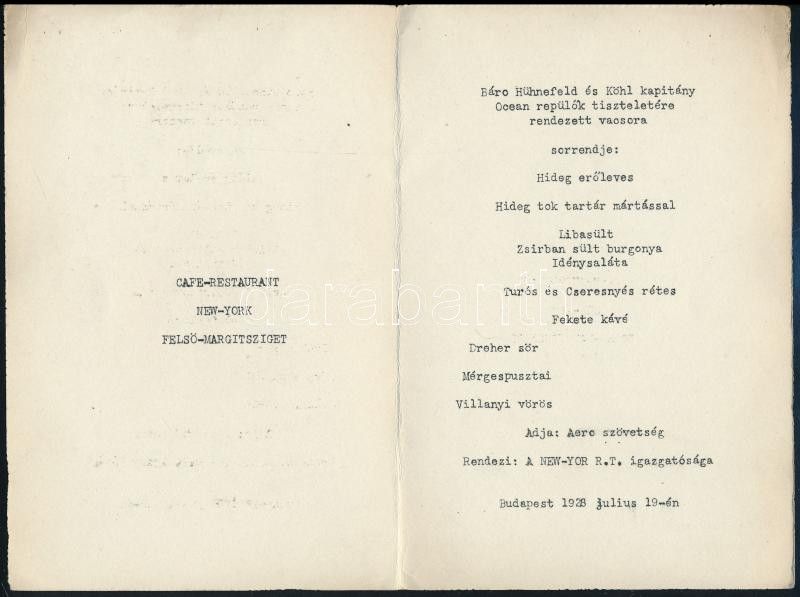 CAFE-RESTAURANT
NEW-YORK
FELSÖ-MARGITSZIGET
Báro Hühnefeld és Köhl kapitány
Ocean repülők tiszteletére
rendezett vacsora
sorrendje:
Hideg erőleves
Hideg tok tartár mártással
Libasült
Zsirban sült burgonya
Idénysaláta
Turós és Cseresnyés rétes
Fekete kávé
Dreher sör
Mérgespusztai
Villanyi vörös
Adja: Aero szövetség
Rendezi: A NEW-YOR R.T. igazgatósága
Budapest 1928 julius 19-én
darabanth